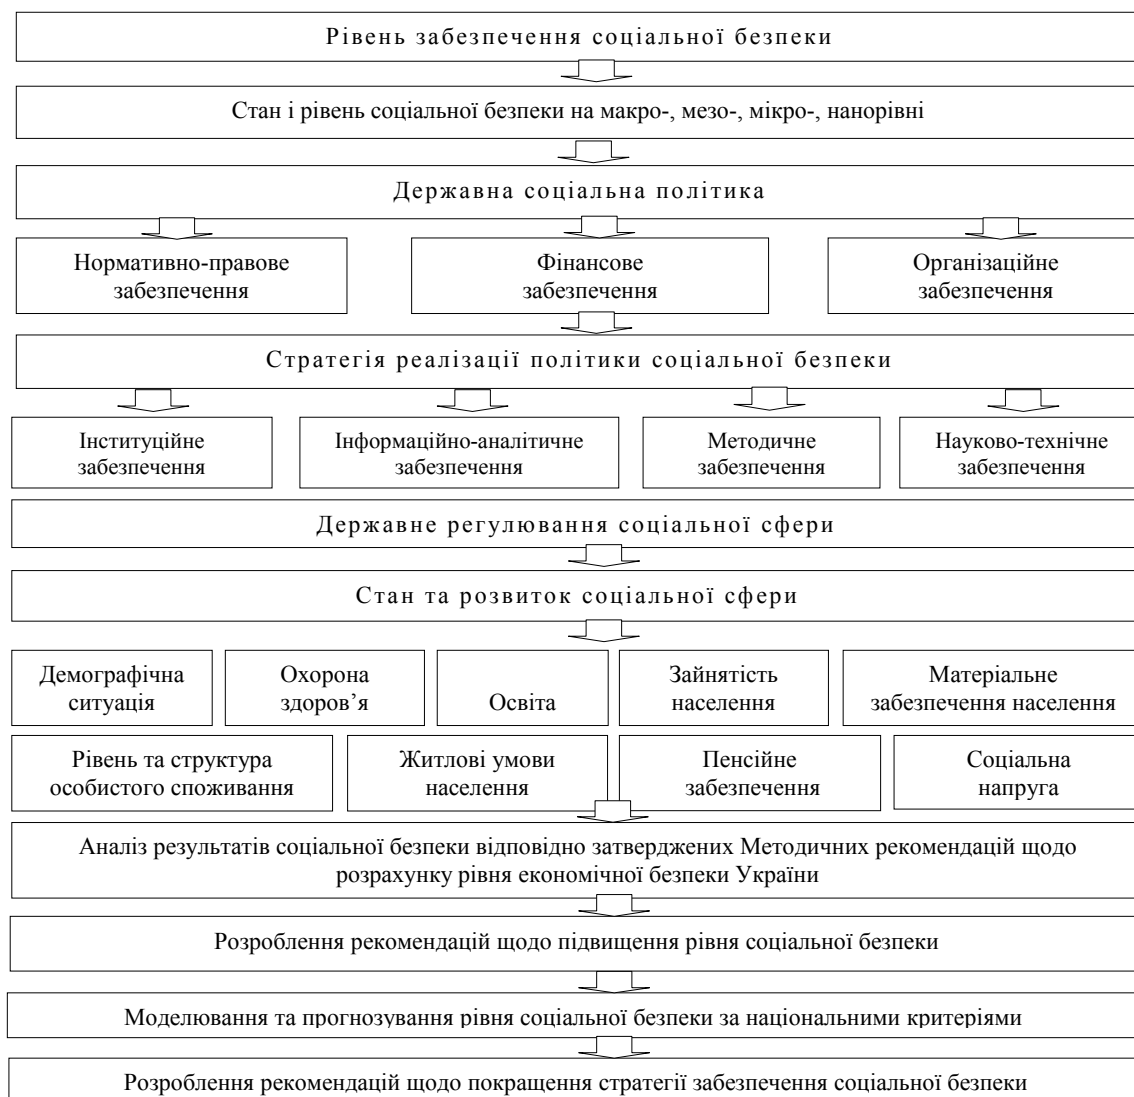 Рівень забезпечення соціальної безпеки
Стан і рівень соціальної безпеки на макро-, мезо-, мікро-, нанорівні
Державна соціальна політика
Нормативно-правове
забезпечення
Фінансове
забезпечення
Організаційне
забезпечення
Стратегія реалізації політики соціальної безпеки
Інституційне
забезпечення
Інформаційно-аналітичне
забезпечення
Методичне
забезпечення
Науково-технічне
забезпечення
Державне регулювання соціальної сфери
Стан та розвиток соціальної сфери
Демографічна
ситуація
Охорона
здоров’я
Освіта
Зайнятість
населення
Матеріальне
забезпечення населення
Рівень та структура
особистого споживання
Житлові умови
населення
Пенсійне
забезпечення
Соціальна
напруга
Аналіз результатів соціальної безпеки відповідно затверджених Методичних рекомендацій щодо
розрахунку рівня економічної безпеки України
Розроблення рекомендацій щодо підвищення рівня соціальної безпеки
Моделювання та прогнозування рівня соціальної безпеки за національними критеріями
Розроблення рекомендацій щодо покращення стратегії забезпечення соціальної безпеки